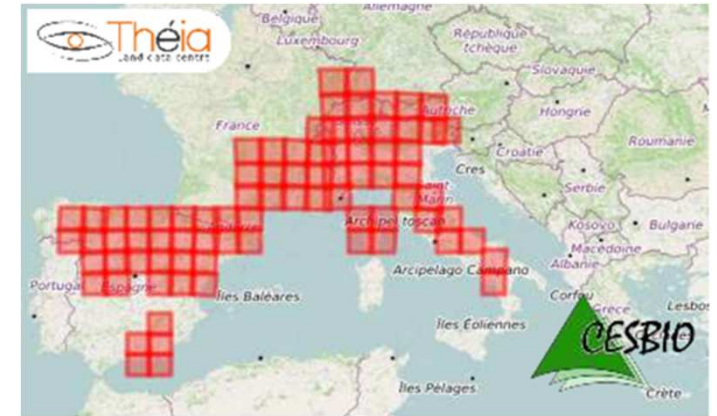 Théia
Land data centre
Belgique
Allemagne
Luxembourg
République
tchèque
Slovaquie
Autriche
Hongrie
France
Roumanie
Croatie
Cres
Saint
Marin
Serbie
Archipel toscan
Kosovo
Bulgarie
Macédoine
Albanie
Arcipelago Campano
Portugal
Espagne
Îles Baléares
Corfou
Grèce
Lesbos
Îles Éoliennes
CESBIO
Îles Pélages
Crète